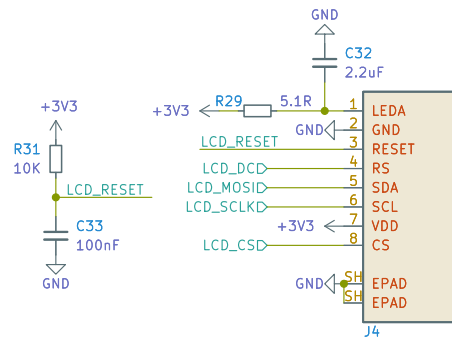 GND
C32
2.2uF
+3V3
R29
5.1R
1
LEDA
GND
2
GND
LCD_RESET
3
RESET
LCD_DC
4
RS
LCD_MOSI
5
SDA
LCD_SCLK
6
SCL
+3V3
7
VDD
LCD_CS
8
CS
GND
SH
EPAD
SH
EPAD
J4
+3V3
R31
10K
LCD_RESET
C33
100nF
GND